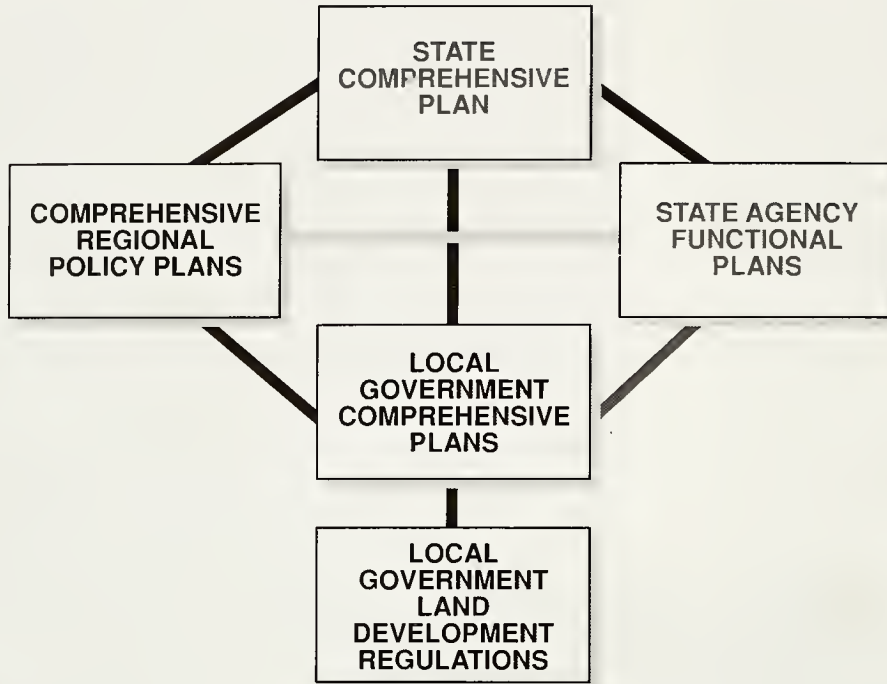 STATE
COMPREHENSIVE
PLAN
COMPREHENSIVE
REGIONAL
POLICY PLANS
STATE AGENCY
FUNCTIONAL
PLANS
LOCAL
GOVERNMENT
COMPREHENSIVE
PLANS
LOCAL
GOVERNMENT
LAND
DEVELOPMENT
REGULATIONS